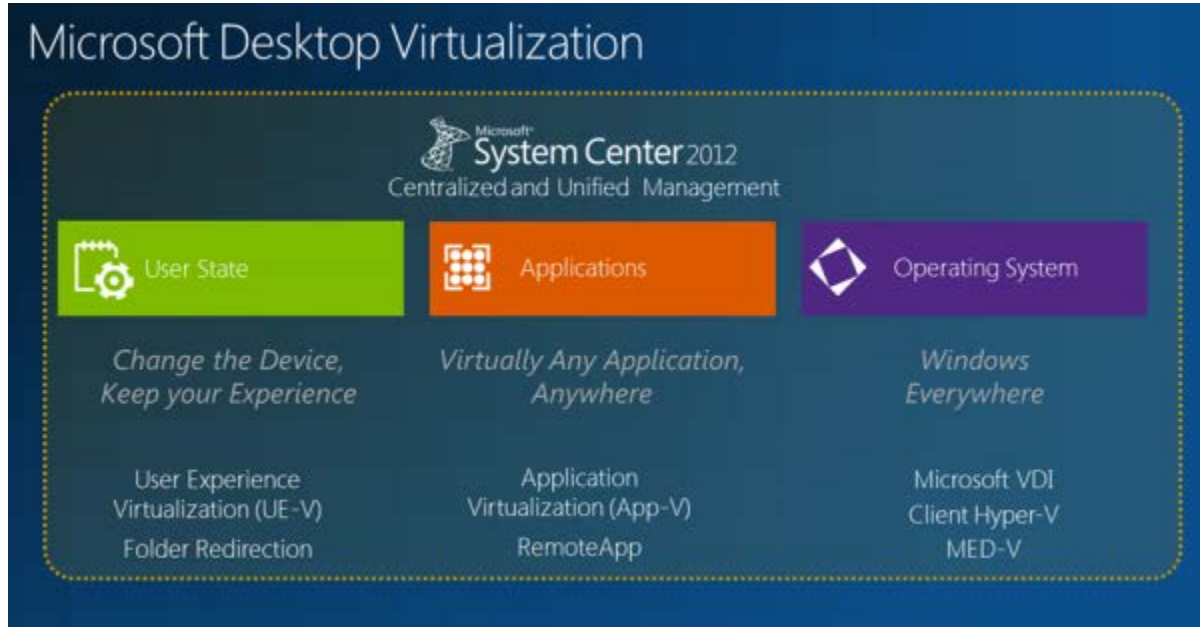 Microsoft Desktop Virtualization
Microsoft
System Center 2012
Centralized and Unified Management
User State
Applications
Operating System
Change the Device,
Keep your Experience
Virtually Any Application,
Anywhere
Windows
Everywhere
User Experience
Virtualization (UE-V)
Folder Redirection
Application
Virtualization (App-V)
RemoteApp
Microsoft VDI
Client Hyper-V
MED-V